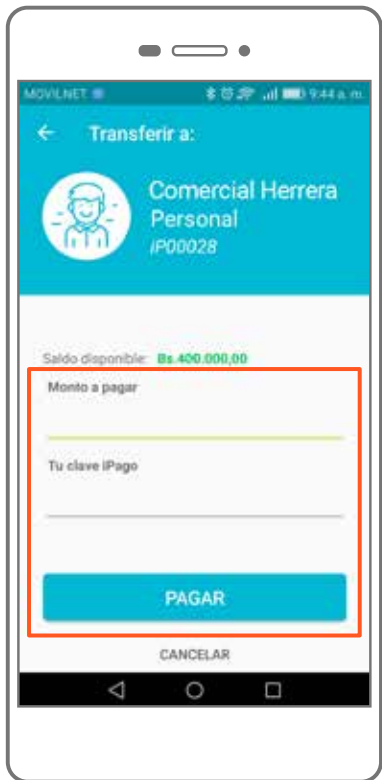 MOVILNET 9:44 a. m.
Transferir a:
Comercial Herrera
Personal
IP00028
Saldo disponible: Bs.400.000,00
Monto a pagar
Tu clave iPago
PAGAR
CANCELAR